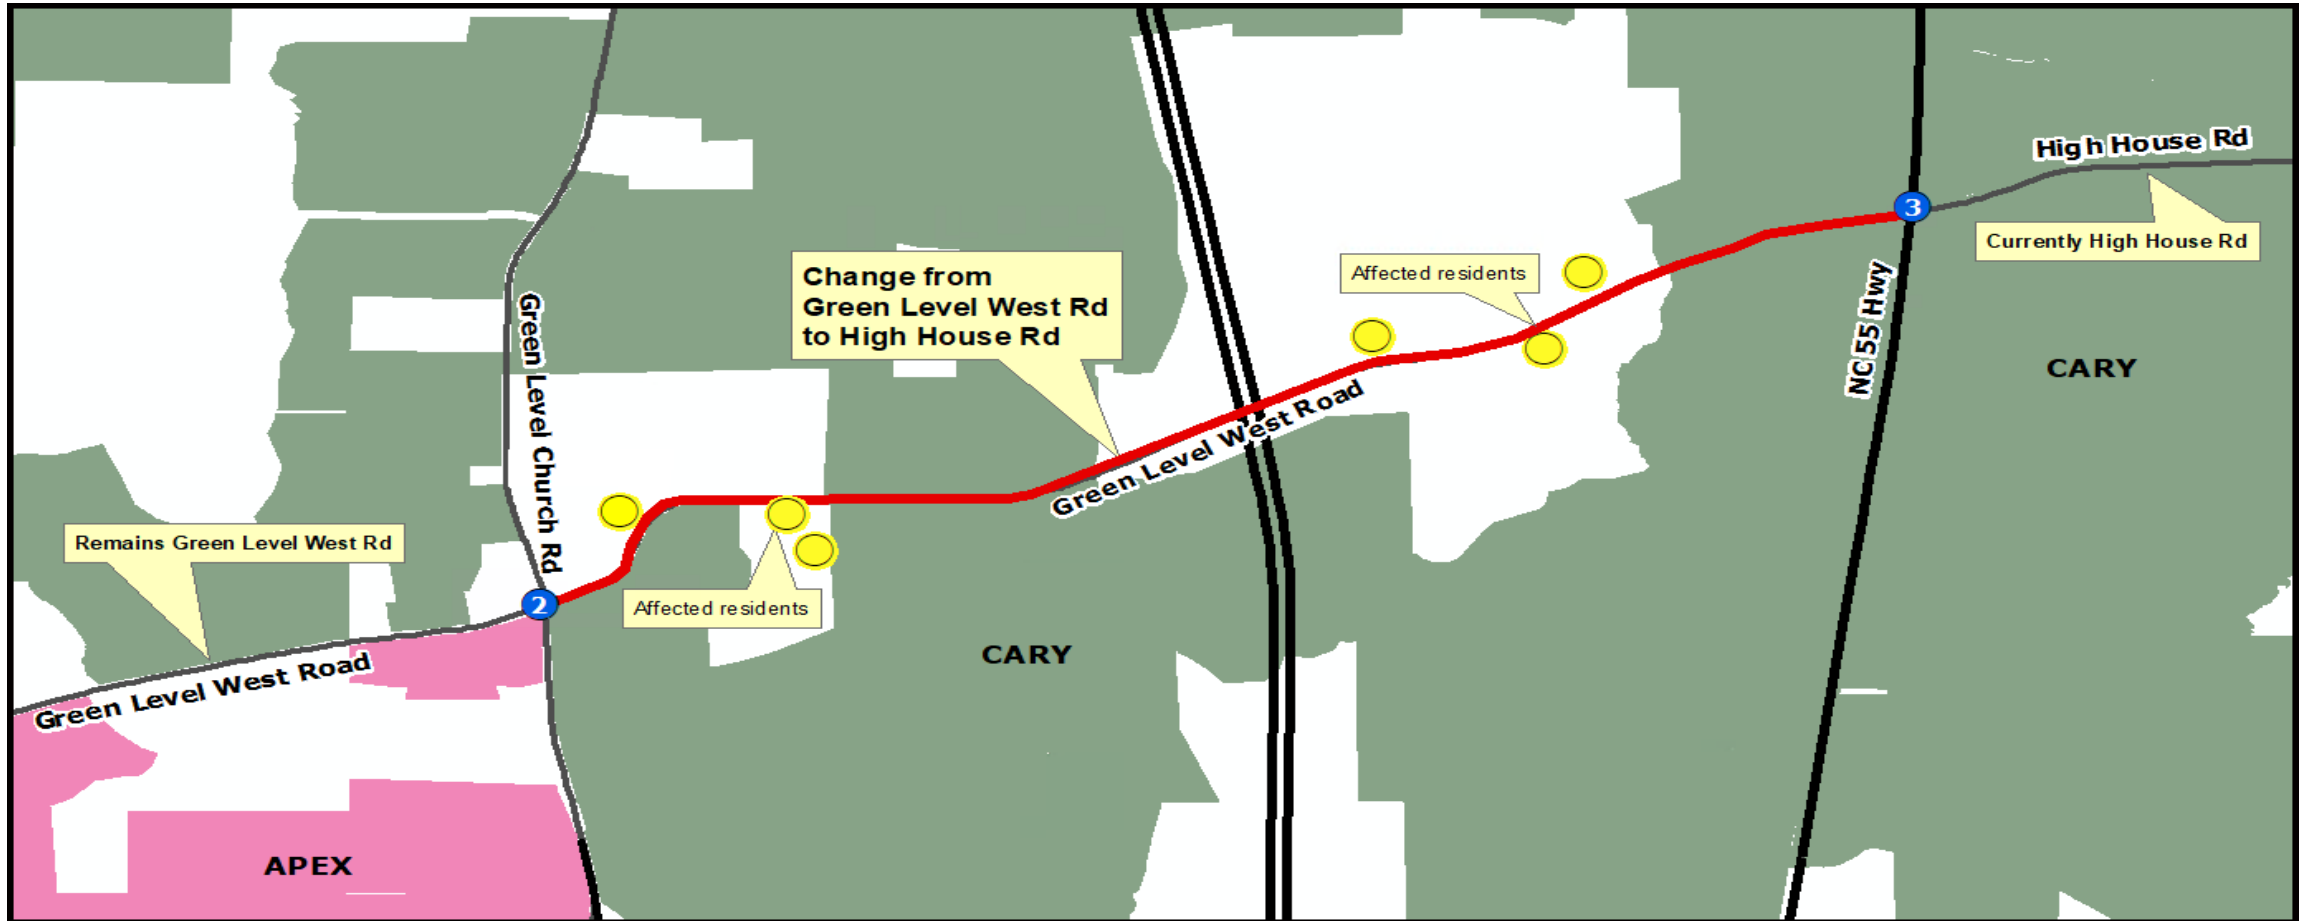 High House Rd
3
Currently High House Rd
Change from
Green Level West Rd
to High House Rd
Affected residents
NC 55 Hwy
Green Level Church Rd
CARY
Green Level West Road
Remains Green Level West Rd
2
Affected residents
CARY
Green Level West Road
APEX